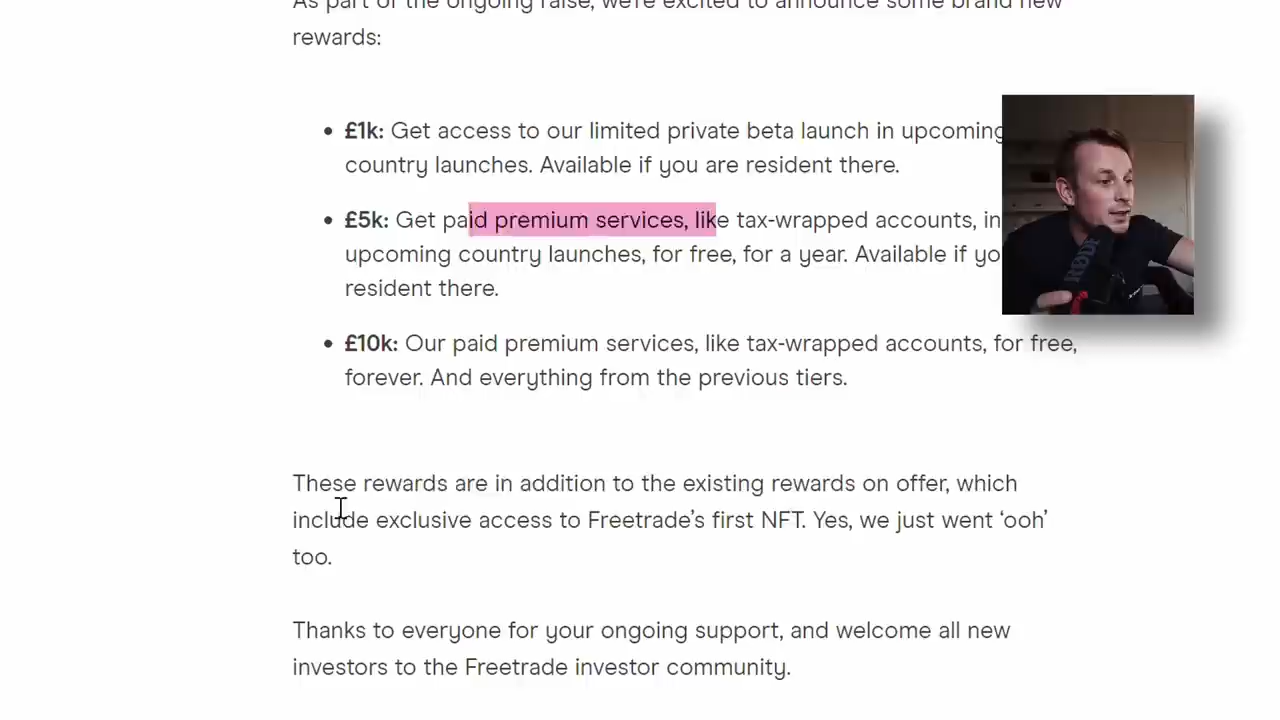 As part of the ongoing raise, we're excited to announce some brand new
rewards:
£1k: Get access to our limited private beta launch in upcoming
country launches. Available if you are resident there.
£5k: Get paid premium services, like tax-wrapped accounts, in
upcoming country launches, for free, for a year. Available if yo
resident there.
£10k: Our paid premium services, like tax-wrapped accounts, for free,
forever. And everything from the previous tiers.
These rewards are in addition to the existing rewards on offer, which
include exclusive access to Freetrade's first NFT. Yes, we just went 'ooh'
too.
Thanks to everyone for your ongoing support, and welcome all new
investors to the Freetrade investor community.